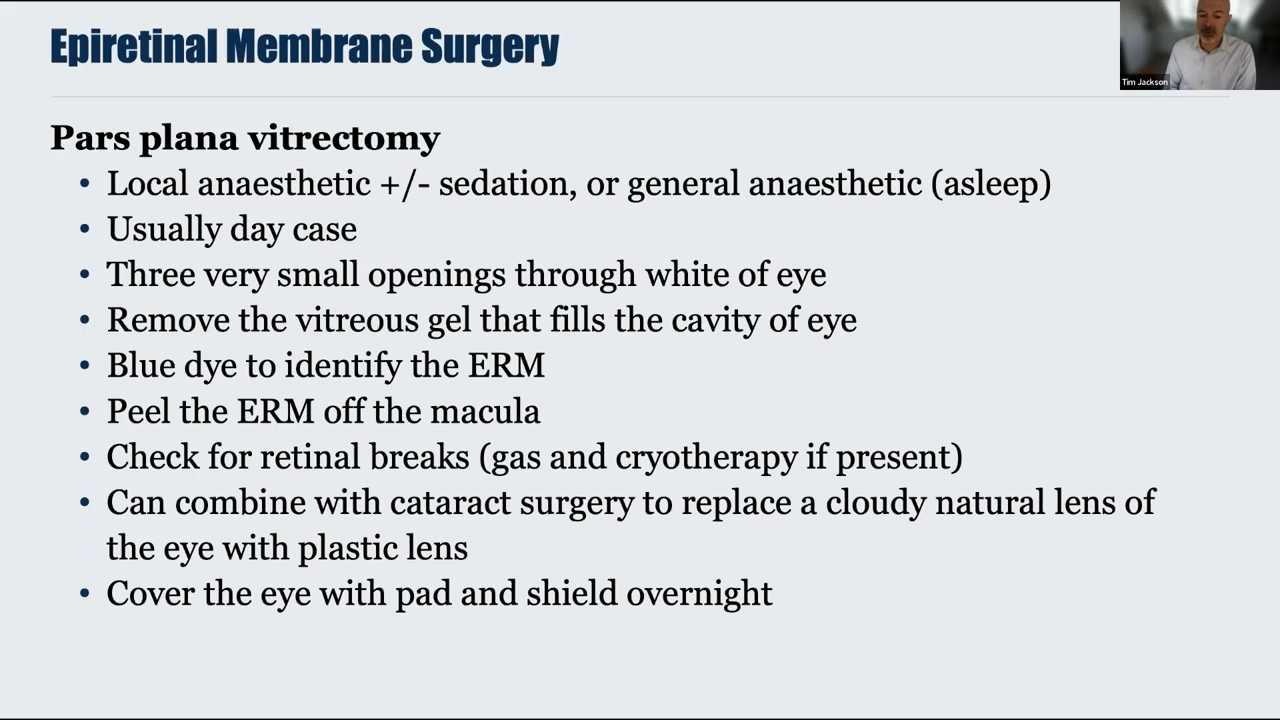 Epiretinal Membrane Surgery
Tim Jackson
Pars plana vitrectomy
• Local anaesthetic +/- sedation, or general anaesthetic (asleep)
• Usually day case
• Three very small openings through white of eye
• Remove the vitreous gel that fills the cavity of eye
• Blue dye to identify the ERM
• Peel the ERM off the macula
• Check for retinal breaks (gas and cryotherapy if present)
• Can combine with cataract surgery to replace a cloudy natural lens of
the eye with plastic lens
• Cover the eye with pad and shield overnight